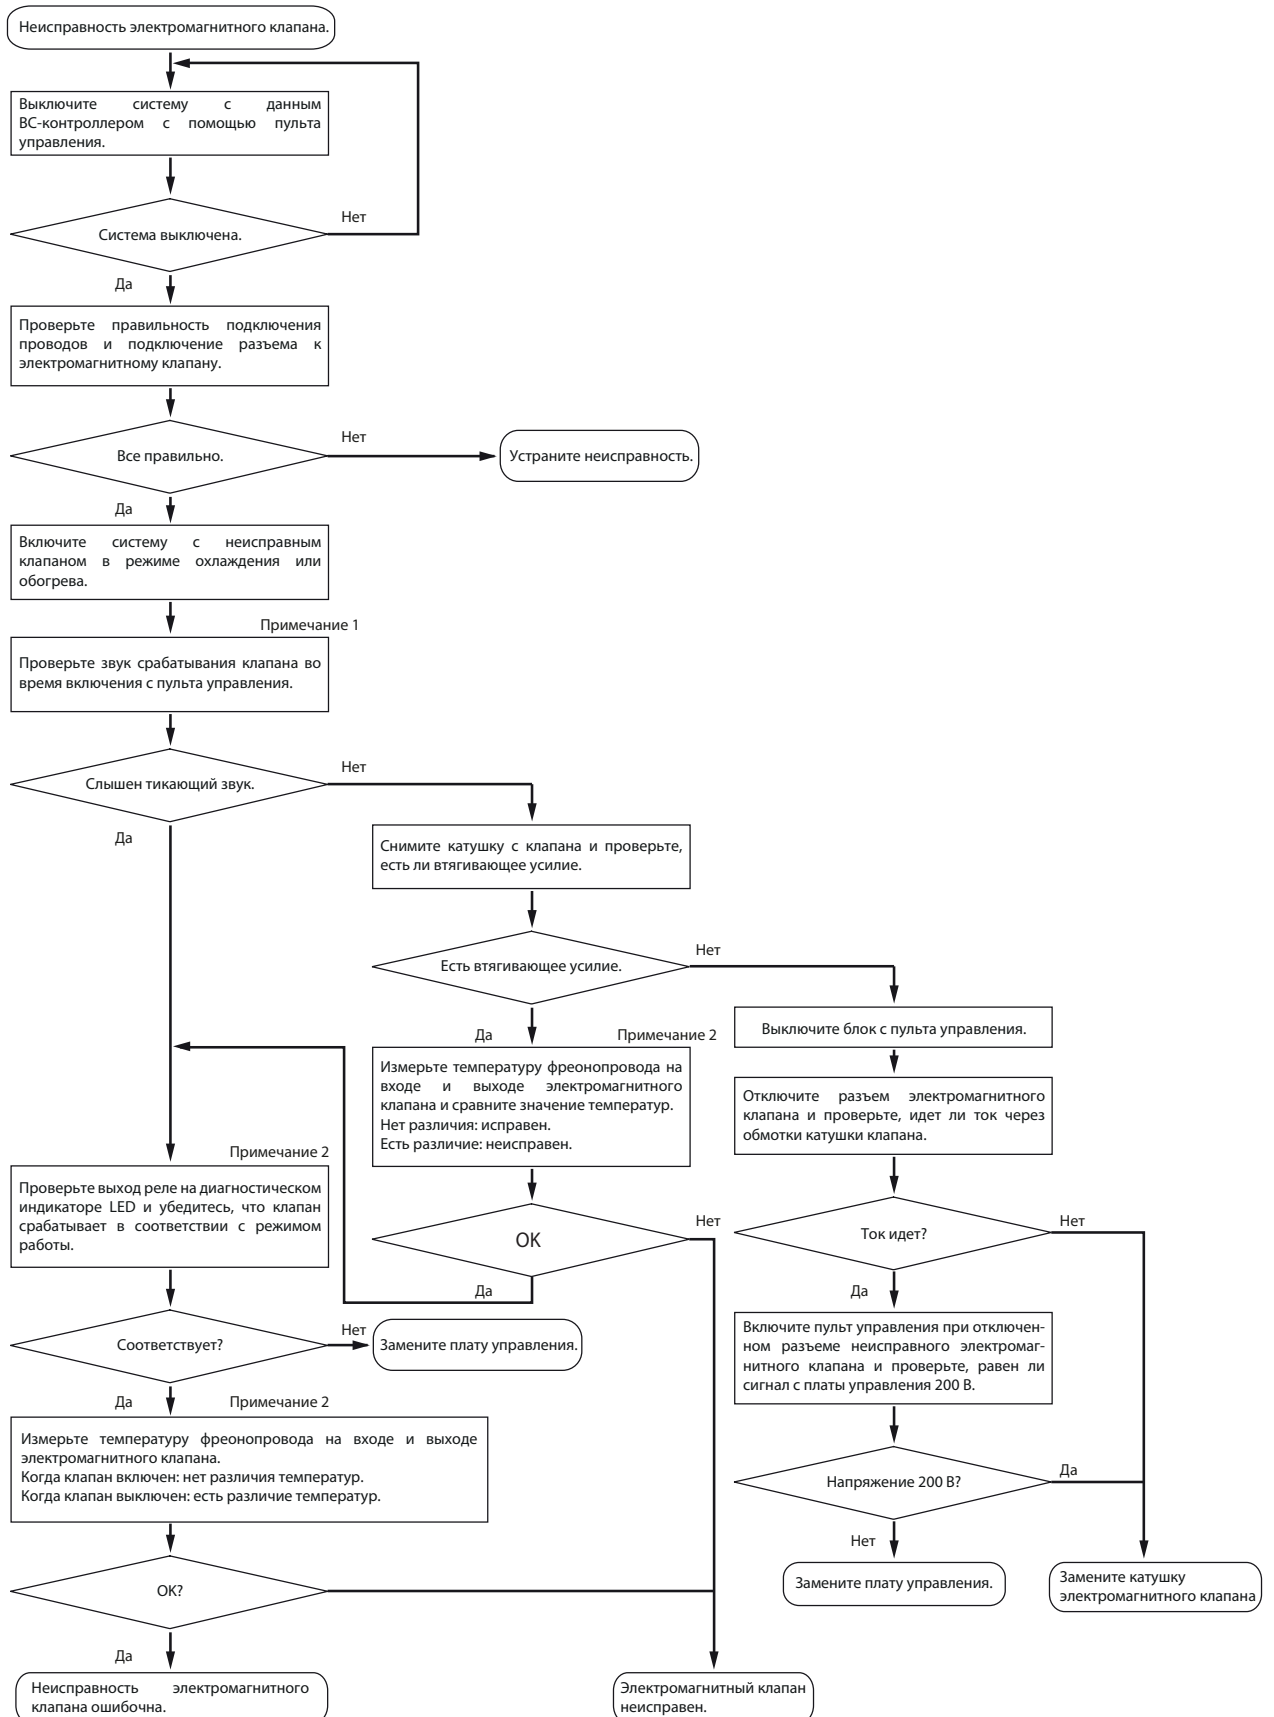 Неисправность электромагнитного клапана.
Выключите систему с данным
BC-контроллером с помощью пульта
управления.
Нет
Система выключена.
Да
Проверьте правильность подключения
проводов и подключение разъема к
электромагнитному клапану.
Нет
Все правильно.
Устраните неисправность.
Да
Включите систему с неисправным
клапаном в режиме охлаждения или
обогрева.
Примечание 1
Проверьте звук срабатывания клапана во
время включения с пульта управления.
Нет
Слышен тикающий звук.
Да
Снимите катушку с клапана и проверьте,
есть ли втягивающее усилие.
Нет
Есть втягивающее усилие.
Выключите блок с пульта управления.
Да
Примечание 2
Измерьте температуру фреонопровода на
входе и выходе электромагнитного
клапана и сравните значение температур.
Нет различия: исправен.
Есть различие: неисправен.
Отключите разъем электромагнитного
клапана и проверьте, идет ли ток через
обмотки катушки клапана.
Примечание 2
Проверьте выход реле на диагностическом
индикаторе LED и убедитесь, что клапан
срабатывает в соответствии с режимом
работы.
Нет
OK
Да
Нет
Ток идет?
Да
Включите пульт управления при отключен-
ном разъеме неисправного электромаг-
нитного клапана и проверьте, равен ли
сигнал с платы управления 200 В.
Нет
Соответствует?
Замените плату управления.
Да
Примечание 2
Измерьте температуру фреонопровода на входе и выходе
электромагнитного клапана.
Когда клапан включен: нет различия температур.
Когда клапан выключен: есть различие температур.
Да
Напряжение 200 В?
Нет
Замените плату управления.
Замените катушку
электромагнитного клапана
OK?
Да
Неисправность электромагнитного
клапана ошибочна.
Электромагнитный клапан
неисправен.